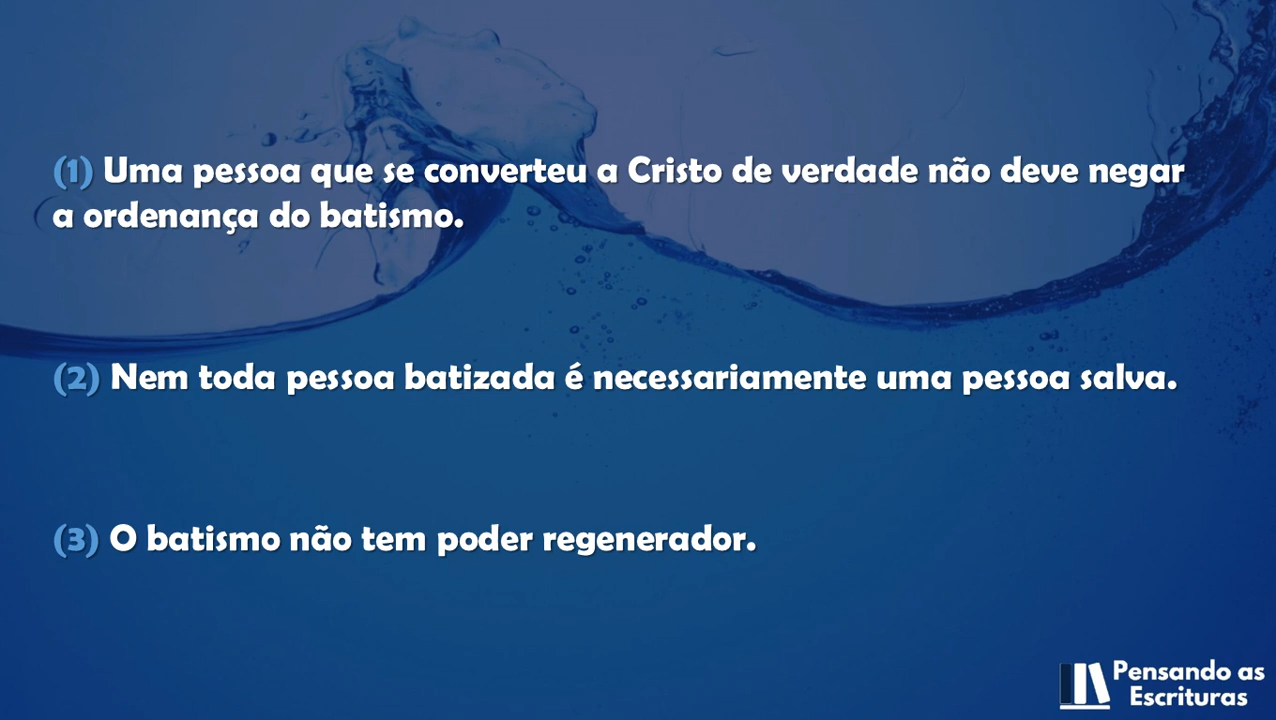 (1) Uma pessoa que se converteu a Cristo de verdade não deve negar
a ordenança do batismo.
(2) Nem toda pessoa batizada é necessariamente uma pessoa salva.
(3) O batismo não tem poder regenerador.
Pensando as
Escrituras